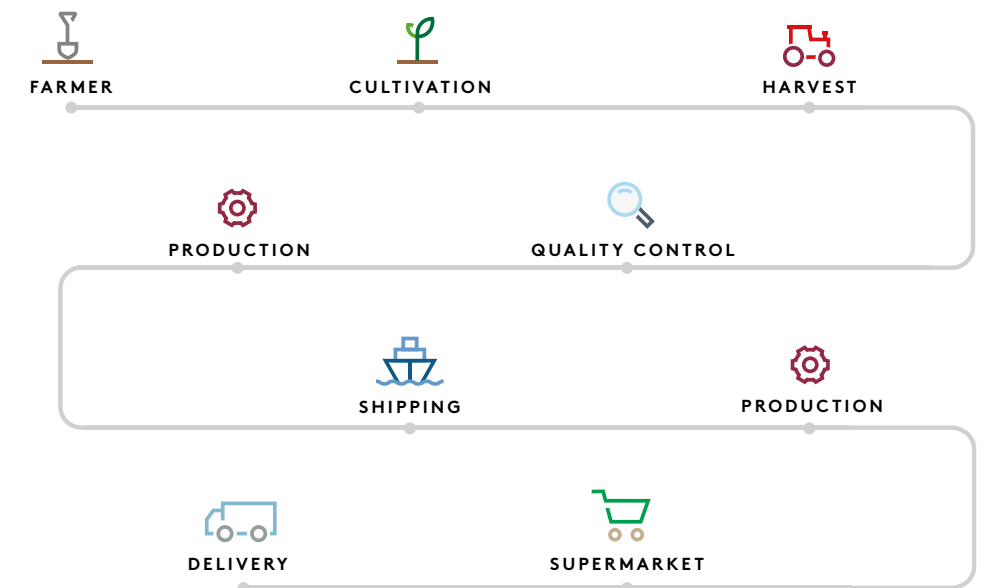 FARMER
CULTIVATION
HARVEST
PRODUCTION
QUALITY CONTROL
SHIPPING
PRODUCTION
DELIVERY
SUPERMARKET